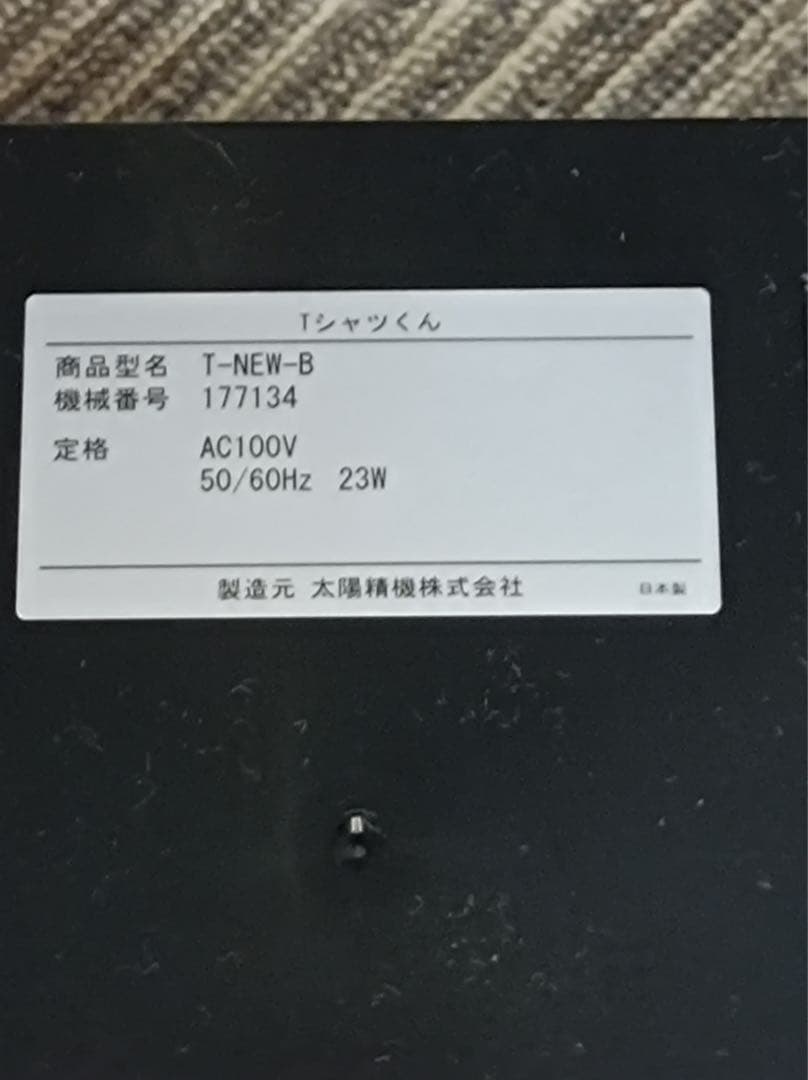 Tシャツくん
商品型名 T-NEW-B
機械番号 177134
定格 AC100V
50/60Hz 23W
製造元 太陽精機株式会社 日本製